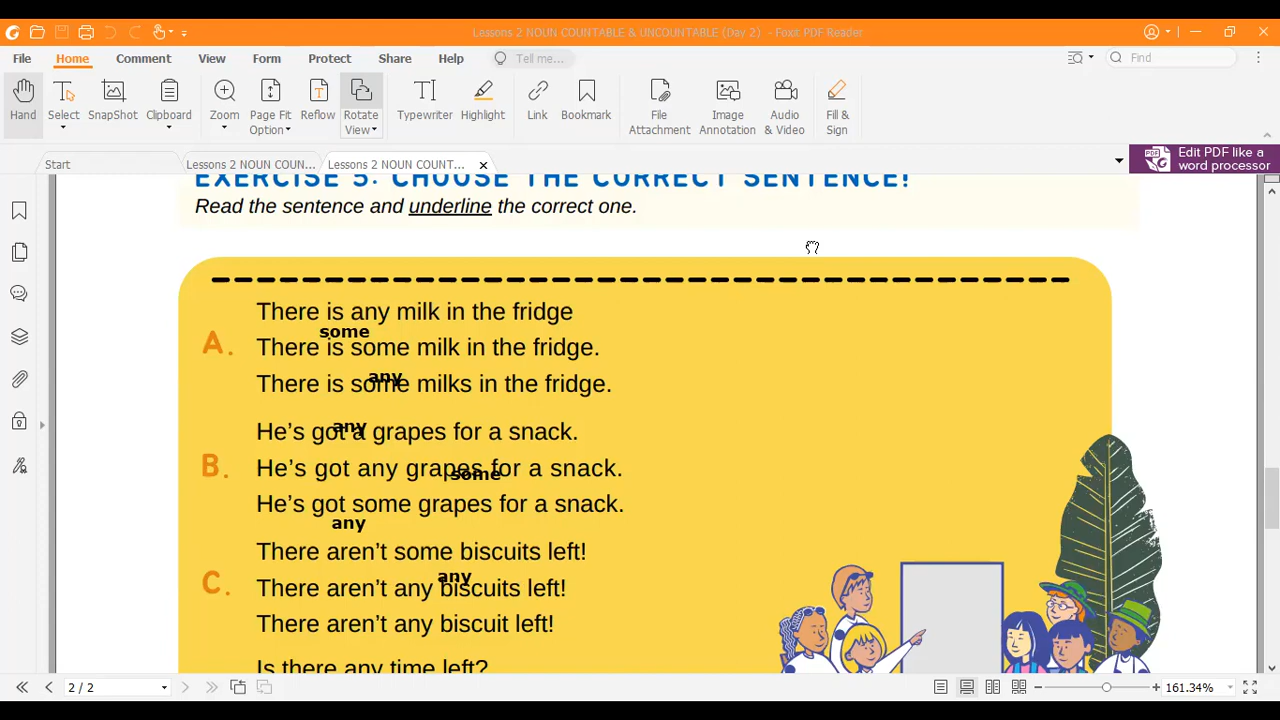 Lessons 2 NOUN COUNTABLE & UNCOUNTABLE (Day 2) - Foxit PDF Reader
File Home Comment View Form Protect Share Help Tell me... Find
Hand Select SnapShot Clipboard Zoom Page Fit Option Reflow Rotate View Typewriter Highlight Link Bookmark File Attachment Image Annotation Audio & Video Fill & Sign
Start Lessons 2 NOUN COUN... Lessons 2 NOUN COUNT... Edit PDF like a word processor
EXERCISE 5: CHOOSE THE CORRECT SENTENCE!
Read the sentence and underline the correct one.
There is any milk in the fridge
some
A. There is some milk in the fridge.
any
There is some milks in the fridge.
any
He’s got a grapes for a snack.
B. He’s got any grapes for a snack.
some
He’s got some grapes for a snack.
any
There aren’t some biscuits left!
any
C. There aren’t any biscuits left!
There aren’t any biscuit left!
Is there any time left?
2 / 2 161.34%